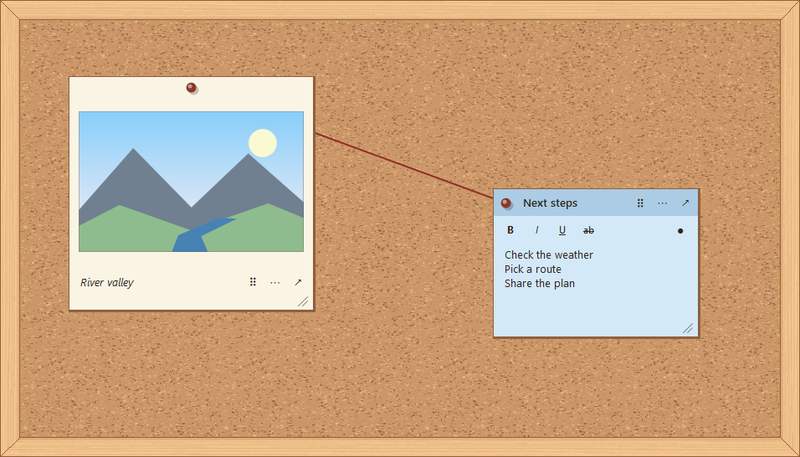 River valley
Next steps
B I U ab
Check the weather
Pick a route
Share the plan